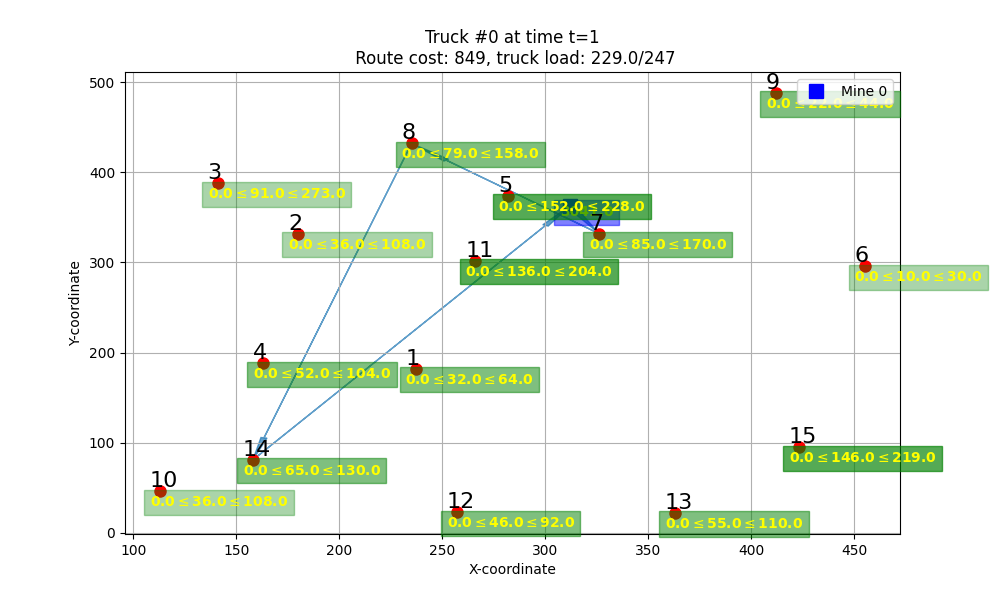 Truck #0 at time t=1
Route cost: 849, truck load: 229.0/247
Mine 0
9
0.0 ≤ 22.0 ≤ 44.0
8
0.0 ≤ 79.0 ≤ 158.0
3
0.0 ≤ 91.0 ≤ 273.0
5
0.0 ≤ 152.0 ≤ 228.0
2
0.0 ≤ 36.0 ≤ 108.0
7
0.0 ≤ 85.0 ≤ 170.0
11
0.0 ≤ 136.0 ≤ 204.0
6
0.0 ≤ 10.0 ≤ 30.0
4
0.0 ≤ 52.0 ≤ 104.0
1
0.0 ≤ 32.0 ≤ 64.0
14
0.0 ≤ 65.0 ≤ 130.0
15
0.0 ≤ 146.0 ≤ 219.0
10
0.0 ≤ 36.0 ≤ 108.0
12
0.0 ≤ 46.0 ≤ 92.0
13
0.0 ≤ 55.0 ≤ 110.0
500
400
300
200
100
0
Y-coordinate
100 150 200 250 300 350 400 450
X-coordinate